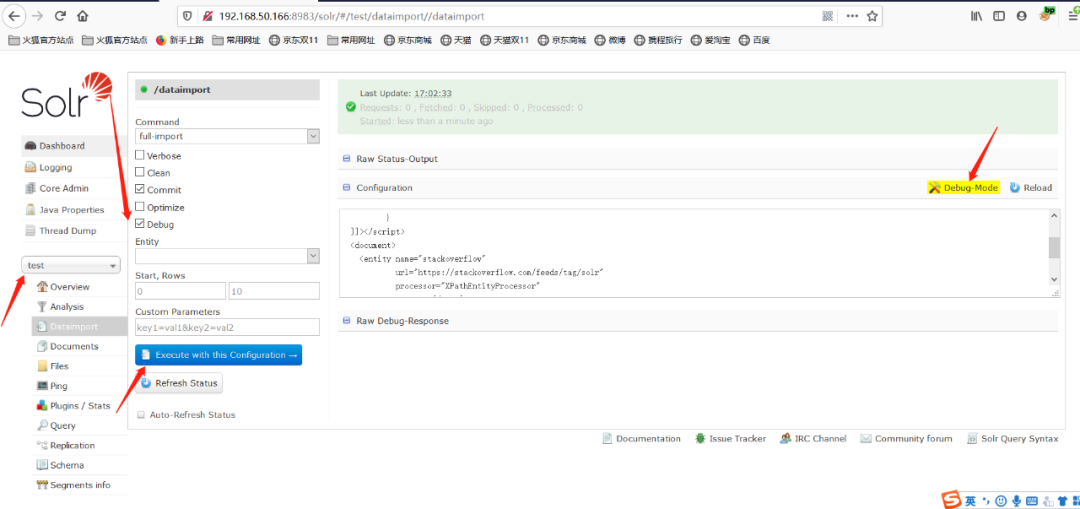 192.168.50.166:8983/solr/#/test/dataimport//dataimport
火狐官方站点 火狐官方站点 新手上路 常用网址 京东双11 常用网址 京东商城 天猫 天猫双11 京东商城 微博 携程旅行 爱淘宝 百度
Solr
Dashboard
Logging
Core Admin
Java Properties
Thread Dump
test
Overview
Analysis
Dataimport
Documents
Files
Ping
Plugins / Stats
Query
Replication
Schema
Segments info
/dataimport
Command
full-import
Verbose
Clean
Commit
Optimize
Debug
Entity
Start, Rows
0 10
Custom Parameters
key1=val1&key2=val2
Execute with this Configuration →
Refresh Status
Auto-Refresh Status
Last Update: 17:02:33
Requests: 0 , Fetched: 0 , Skipped: 0 , Processed: 0
Started: less than a minute ago
Raw Status-Output
Configuration Debug-Mode Reload
}
]]></script>
<document>
<entity name="stackoverflow"
url="https://stackoverflow.com/feeds/tag/solr"
processor="XPathEntityProcessor"
Raw Debug-Response
Documentation Issue Tracker IRC Channel Community forum Solr Query Syntax
英